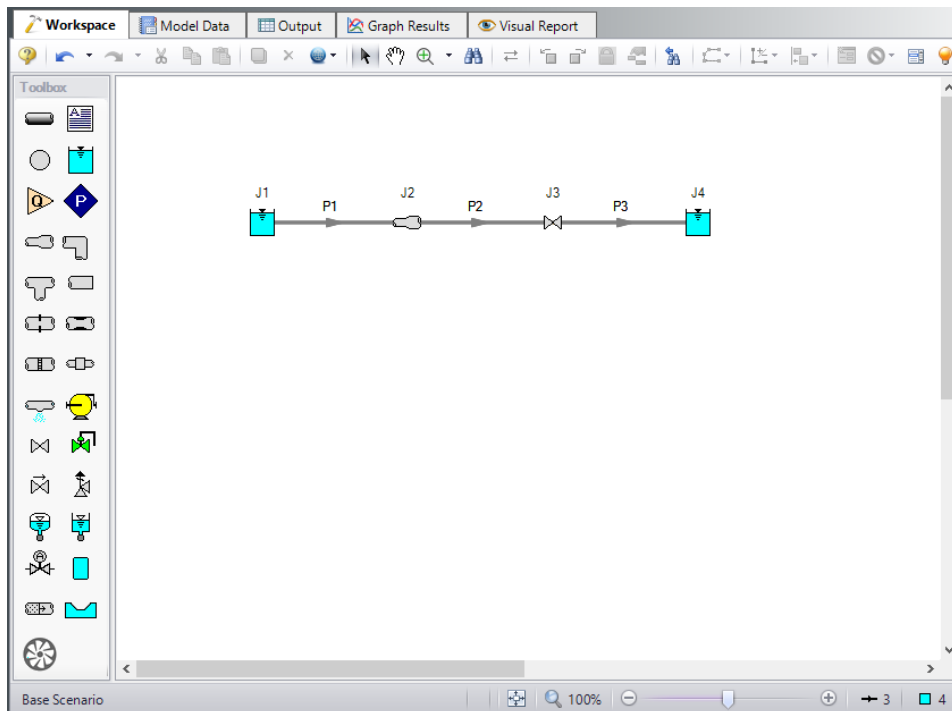 Workspace Model Data Output Graph Results Visual Report
Toolbox
A
Q P
J1 J2 J3 J4
P1 P2 P3
A
Base Scenario 100% 3 4